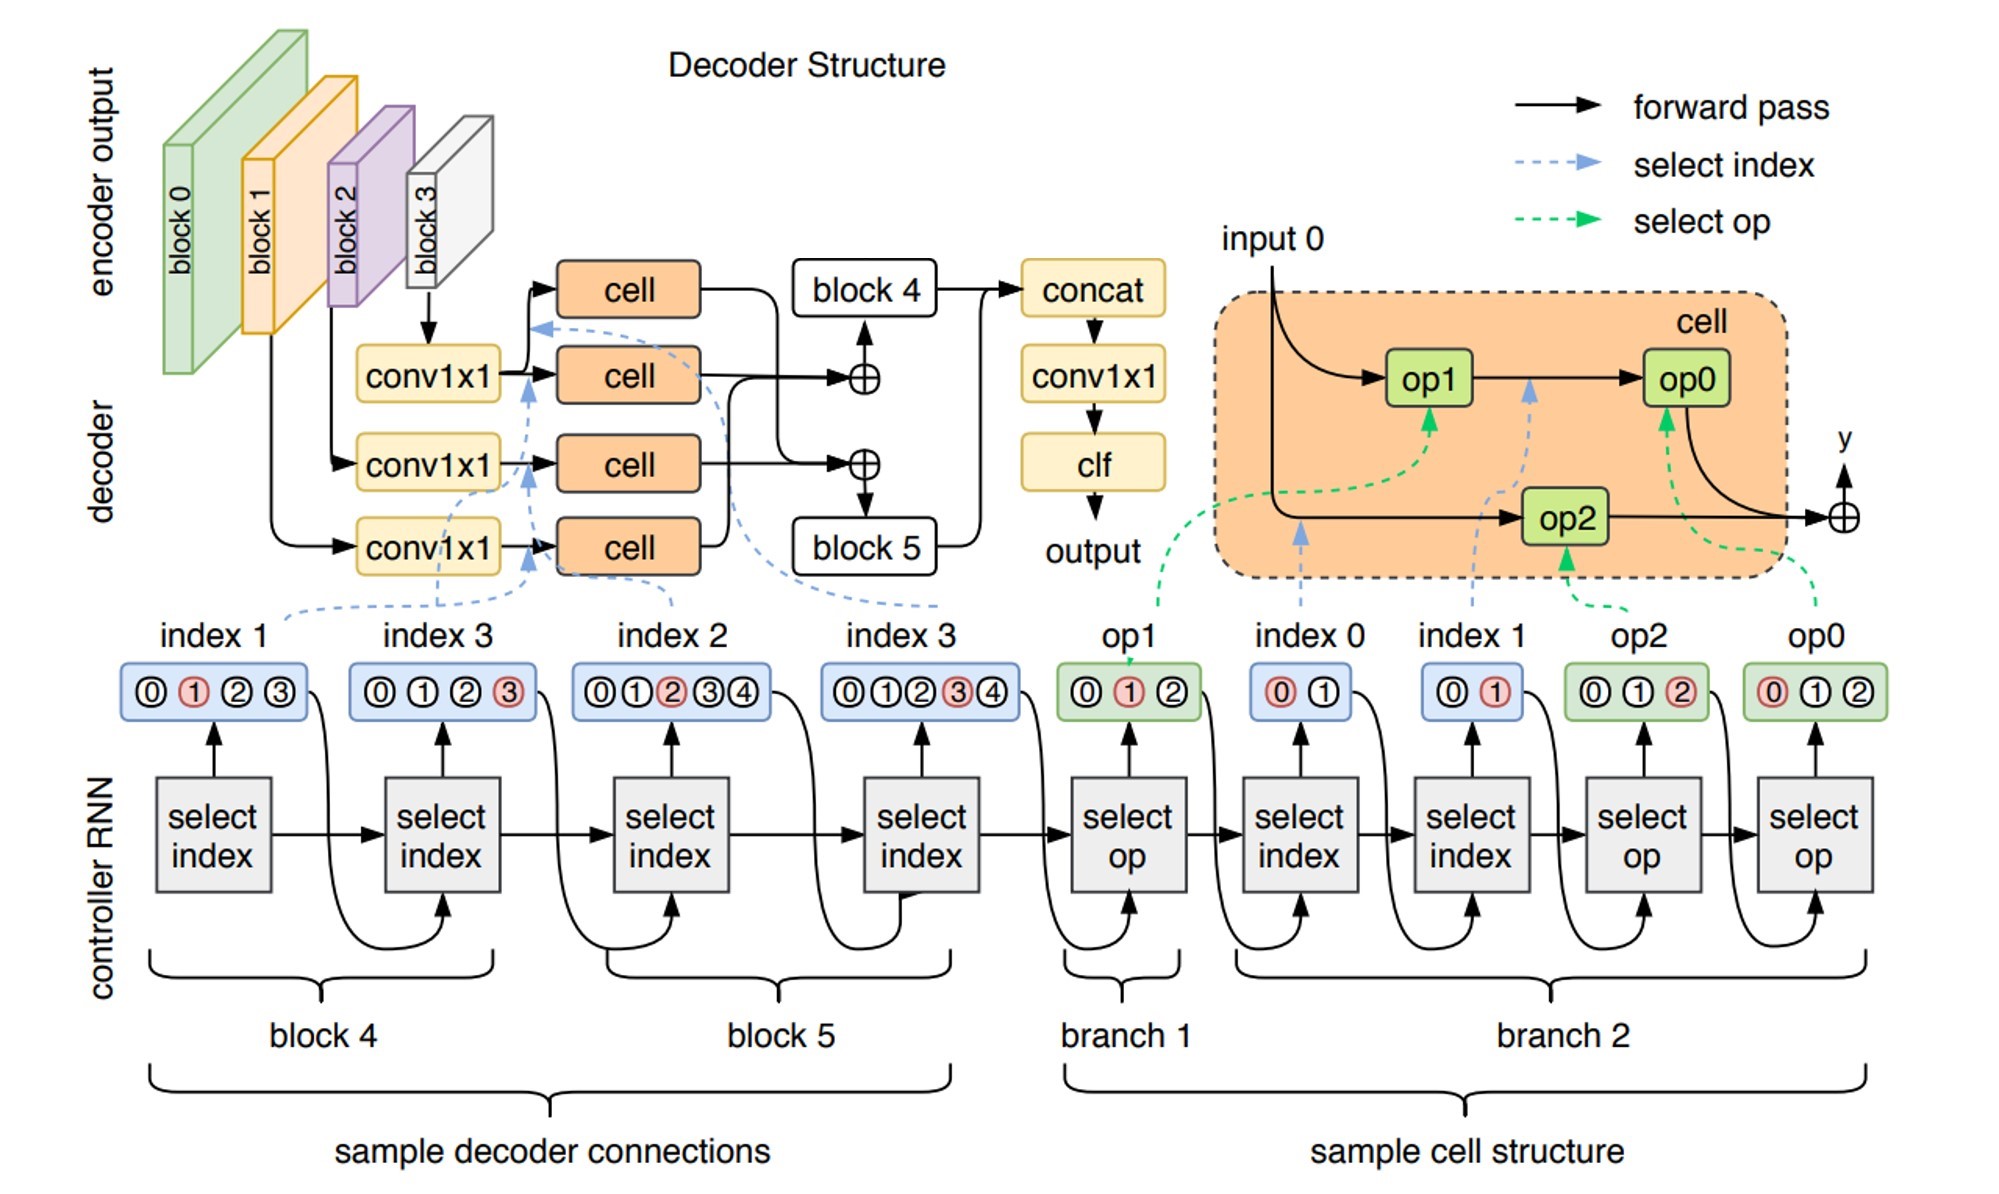 Decoder Structure
encoder output
block 0
block 1
block 2
block 3
forward pass
select index
select op
decoder
conv1x1
conv1x1
conv1x1
cell
cell
cell
cell
block 4
block 5
concat
conv1x1
clf
output
input 0
cell
op1
op0
op2
y
index 1
index 3
index 2
index 3
op1
index 0
index 1
op2
op0
0 1 2 3
0 1 2 3
0 1 2 3 4
0 1 2 3 4
0 1 2
0 1
0 1
0 1 2
0 1 2
controller RNN
select
index
select
index
select
index
select
index
select
op
select
index
select
index
select
op
select
op
block 4
block 5
branch 1
branch 2
sample decoder connections
sample cell structure